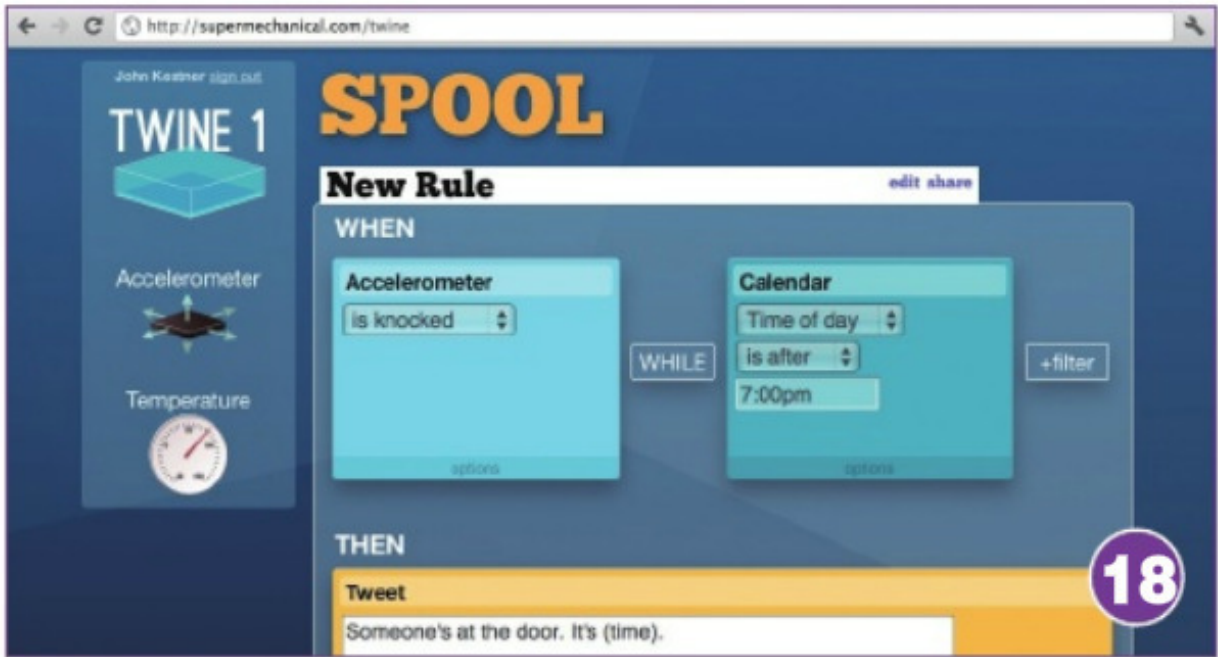 http://supermechanical.com/twine
John Kestner sign out
TWINE 1
Accelerometer
Temperature
SPOOL
New Rule
edit share
WHEN
Accelerometer
is knocked
options
WHILE
Calendar
Time of day
is after
7:00pm
options
+filter
THEN
Tweet
Someone's at the door. It's (time).
18